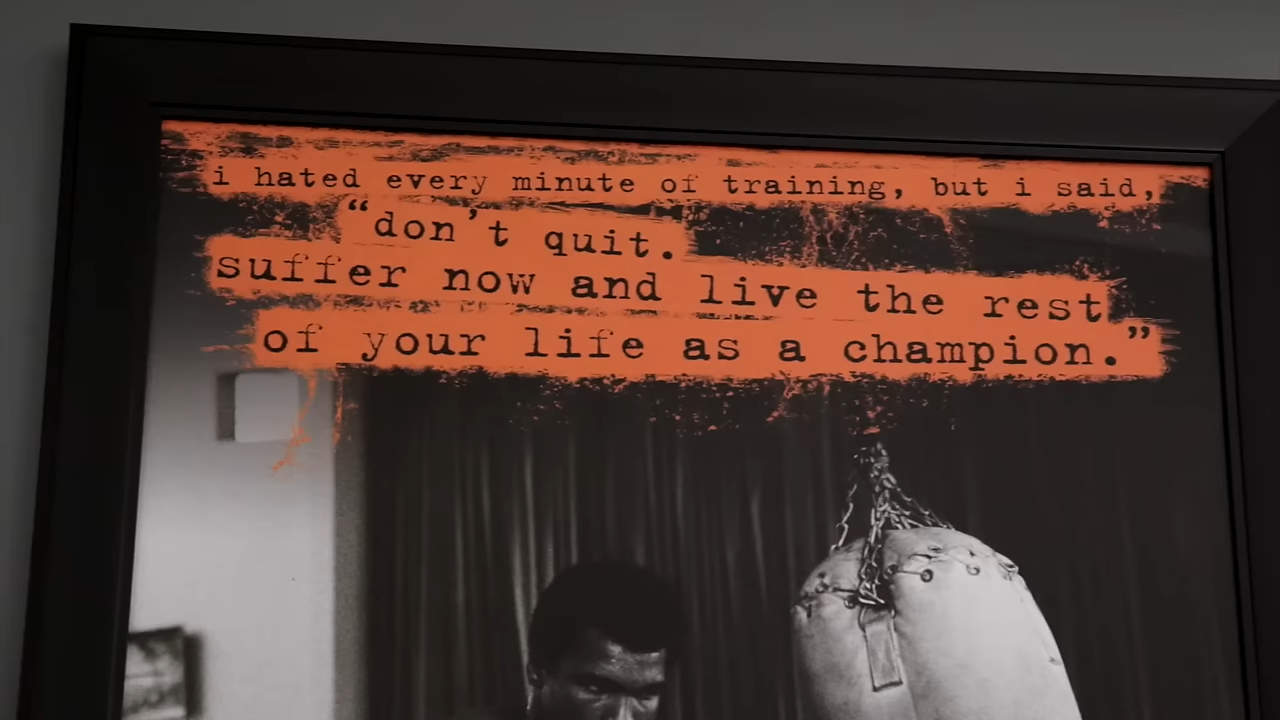 i hated every minute of training, but i said,
“don't quit.
suffer now and live the rest
of your life as a champion.”